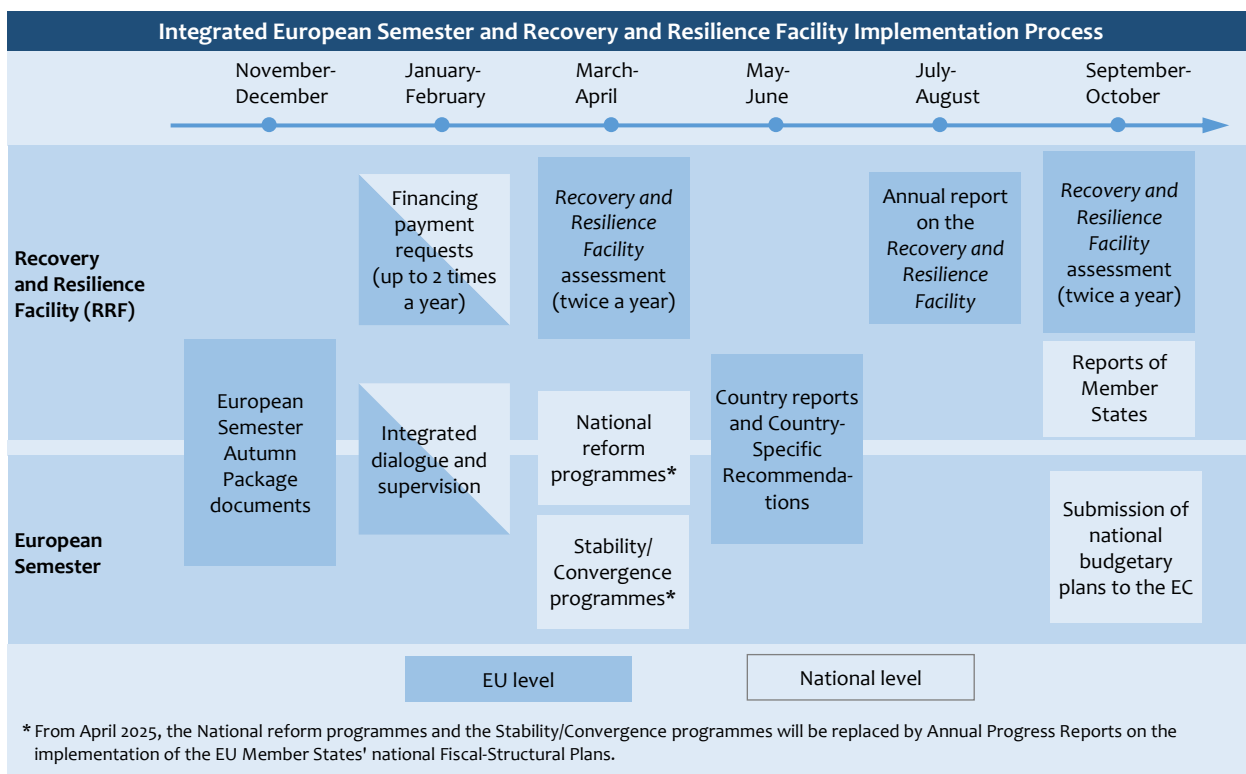 Integrated European Semester and Recovery and Resilience Facility Implementation Process
November-
December
January-
February
March-
April
May-
June
July-
August
September-
October
Recovery
and Resilience
Facility (RRF)
Financing
payment
requests
(up to 2 times
a year)
Recovery and
Resilience
Facility
assessment
(twice a year)
Annual report
on the
Recovery and
Resilience
Facility
Recovery and
Resilience
Facility
assessment
(twice a year)
Reports of
Member
States
European
Semester
Autumn
Package
documents
Integrated
dialogue and
supervision
National
reform
programmes*
Country reports
and Country-
Specific
Recommenda-
tions
European
Semester
Stability/
Convergence
programmes*
Submission of
national
budgetary
plans to the EC
EU level
National level
* From April 2025, the National reform programmes and the Stability/Convergence programmes will be replaced by Annual Progress Reports on the
implementation of the EU Member States' national Fiscal-Structural Plans.